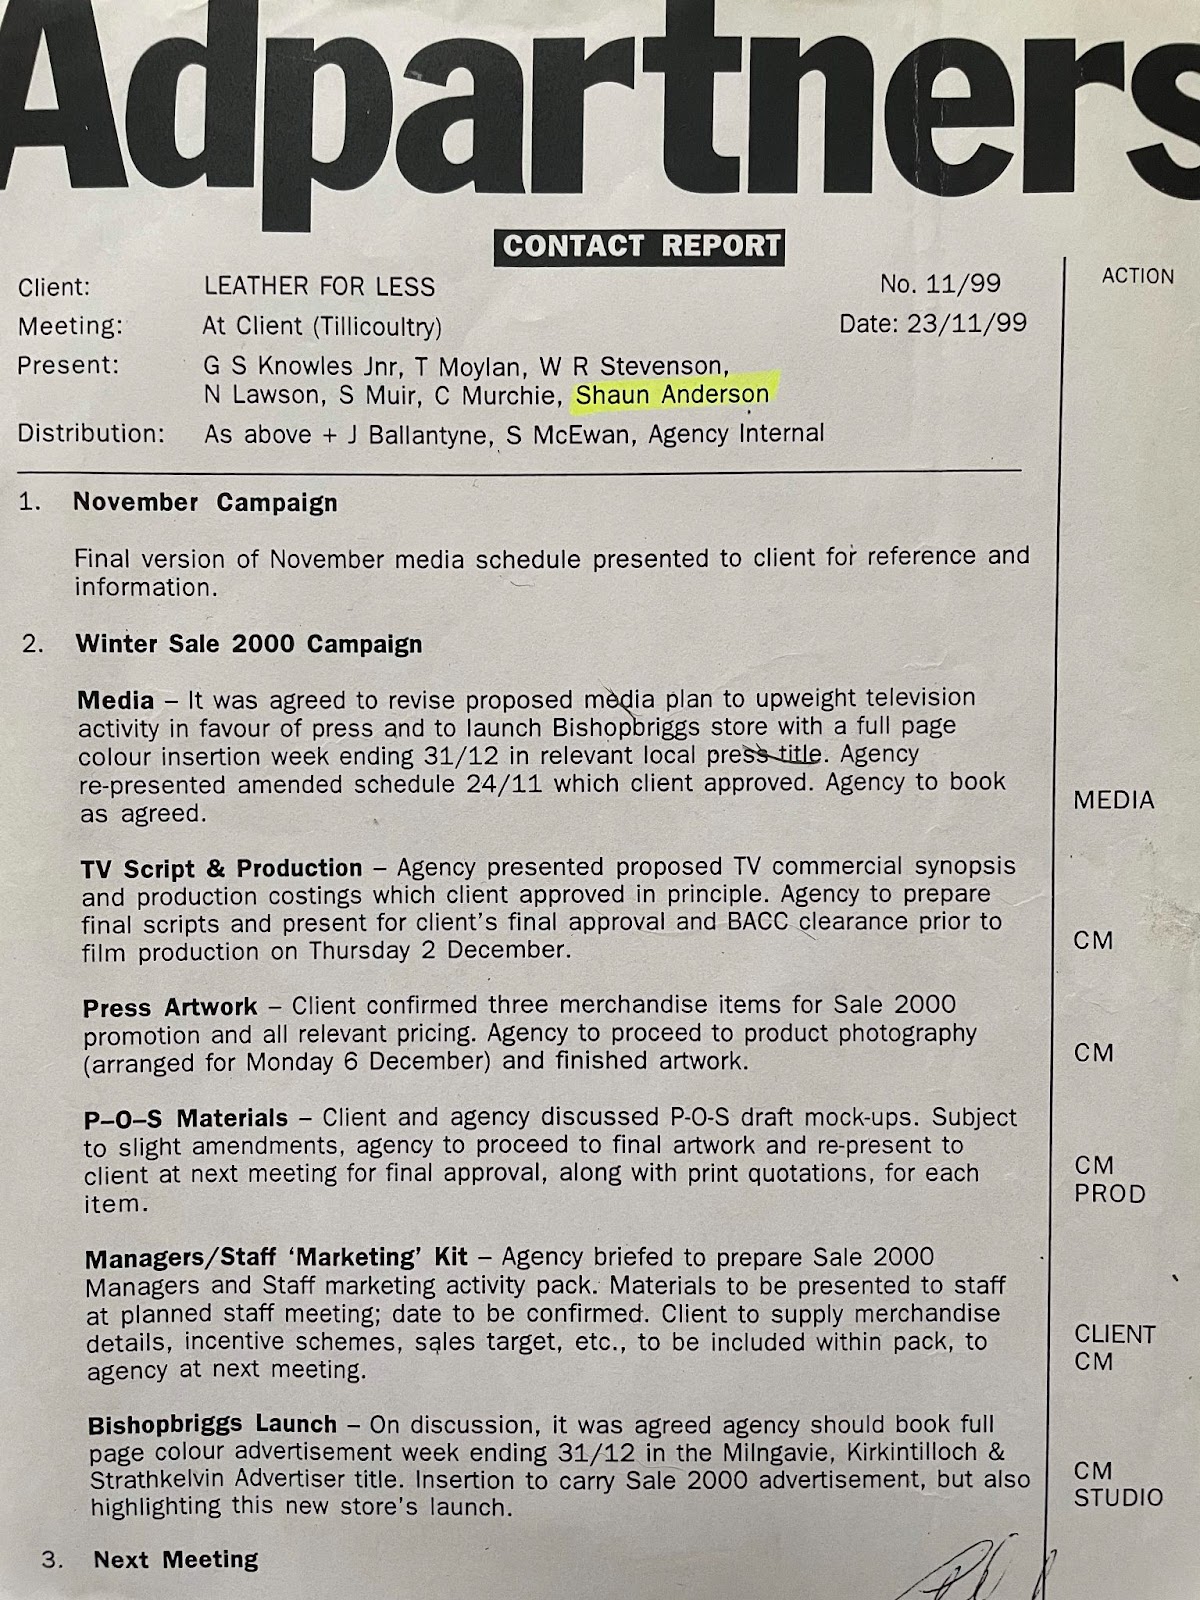 Adpartners
CONTACT REPORT
ACTION
Client: LEATHER FOR LESS No. 11/99
Meeting: At Client (Tillicoultry) Date: 23/11/99
Present: G S Knowles Jnr, T Moylan, W R Stevenson,
N Lawson, S Muir, C Murchie, Shaun Anderson
Distribution: As above + J Ballantyne, S McEwan, Agency Internal
1. November Campaign
Final version of November media schedule presented to client for reference and
information.
2. Winter Sale 2000 Campaign
Media – It was agreed to revise proposed media plan to upweight television
activity in favour of press and to launch Bishopbriggs store with a full page
colour insertion week ending 31/12 in relevant local press title. Agency
re-presented amended schedule 24/11 which client approved. Agency to book
as agreed.
MEDIA
TV Script & Production – Agency presented proposed TV commercial synopsis
and production costings which client approved in principle. Agency to prepare
final scripts and present for client's final approval and BACC clearance prior to
film production on Thursday 2 December.
CM
Press Artwork – Client confirmed three merchandise items for Sale 2000
promotion and all relevant pricing. Agency to proceed to product photography
(arranged for Monday 6 December) and finished artwork.
CM
P–O–S Materials – Client and agency discussed P-O-S draft mock-ups. Subject
to slight amendments, agency to proceed to final artwork and re-present to
client at next meeting for final approval, along with print quotations, for each
item.
CM
PROD
Managers/Staff 'Marketing' Kit – Agency briefed to prepare Sale 2000
Managers and Staff marketing activity pack. Materials to be presented to staff
at planned staff meeting; date to be confirmed. Client to supply merchandise
details, incentive schemes, sales target, etc., to be included within pack, to
agency at next meeting.
CLIENT
CM
Bishopbriggs Launch – On discussion, it was agreed agency should book full
page colour advertisement week ending 31/12 in the Milngavie, Kirkintilloch &
Strathkelvin Advertiser title. Insertion to carry Sale 2000 advertisement, but also
highlighting this new store's launch.
CM
STUDIO
3. Next Meeting